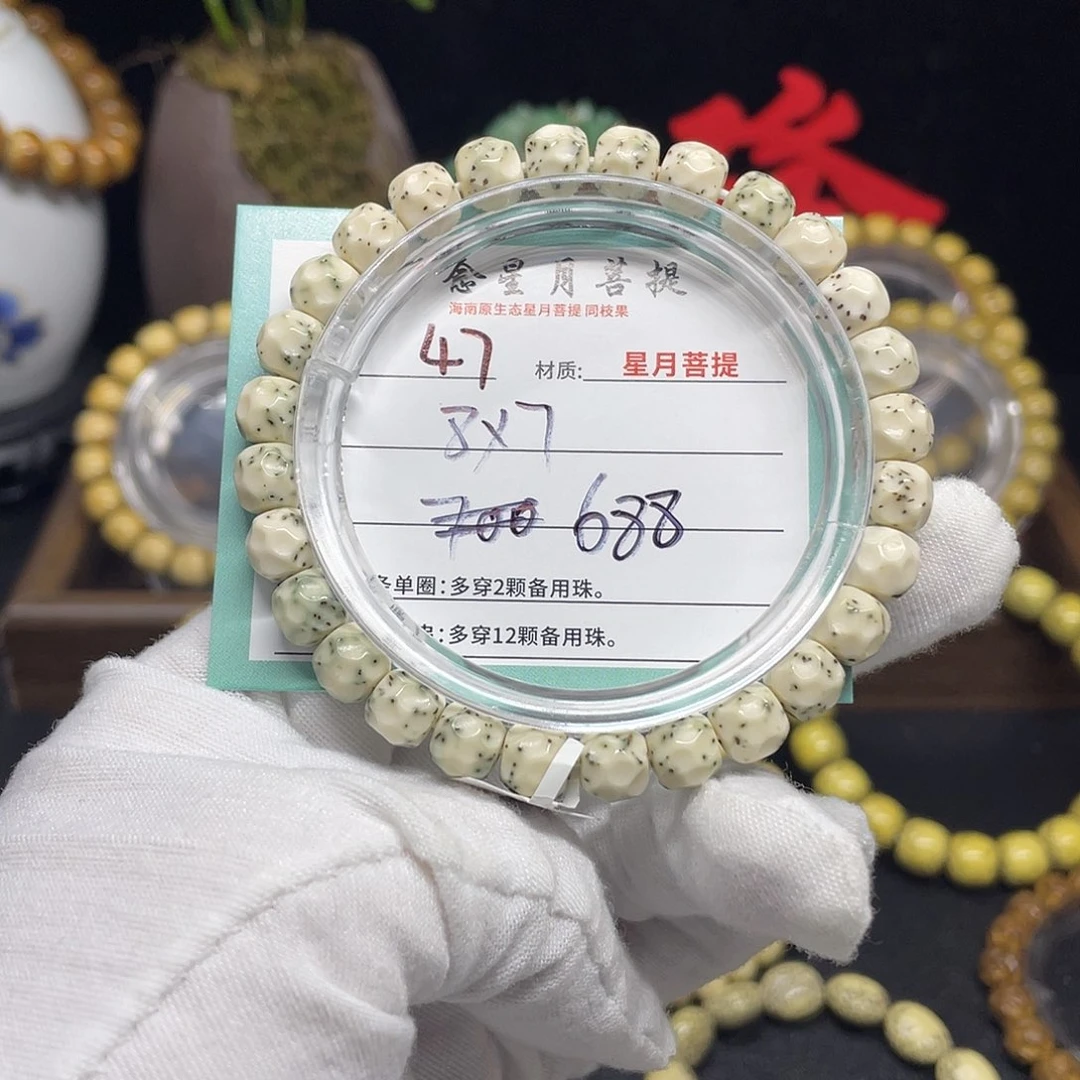 念星月菩提
海南原生态星月菩提 同枝果
47 材质: 星月菩提
8X7
700 688
单圈:多穿2颗备用珠。
:多穿12颗备用珠。